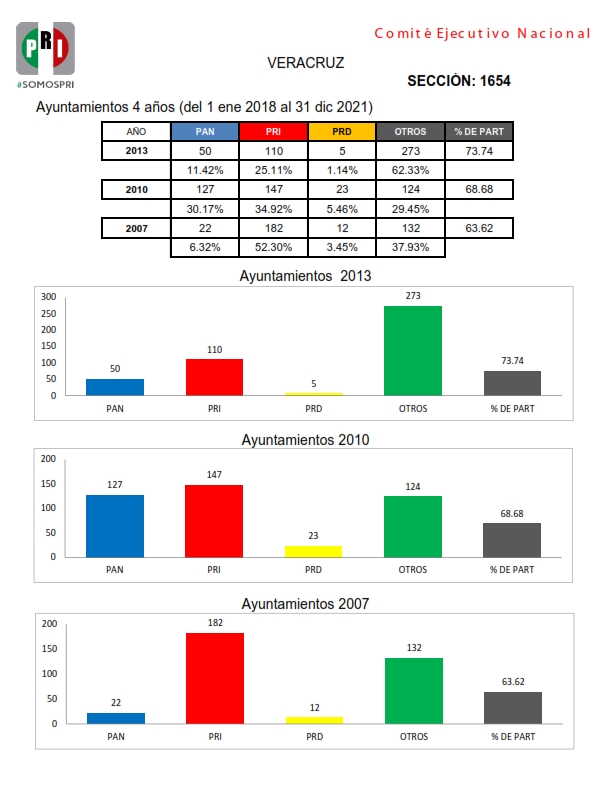 Comité Ejecutivo Nacional
PRI
#SOMOSPRI
VERACRUZ
SECCIÓN: 1654
Ayuntamientos 4 años (del 1 ene 2018 al 31 dic 2021)
AÑO PAN PRI PRD OTROS % DE PART
2013 50 110 5 273 73.74
11.42% 25.11% 1.14% 62.33%
2010 127 147 23 124 68.68
30.17% 34.92% 5.46% 29.45%
2007 22 182 12 132 63.62
6.32% 52.30% 3.45% 37.93%
Ayuntamientos 2013
300
250
200
150
100
50
0
50 110 5 273 73.74
PAN PRI PRD OTROS % DE PART
Ayuntamientos 2010
200
150
100
50
0
127 147 23 124 68.68
PAN PRI PRD OTROS % DE PART
Ayuntamientos 2007
200
150
100
50
0
22 182 12 132 63.62
PAN PRI PRD OTROS % DE PART